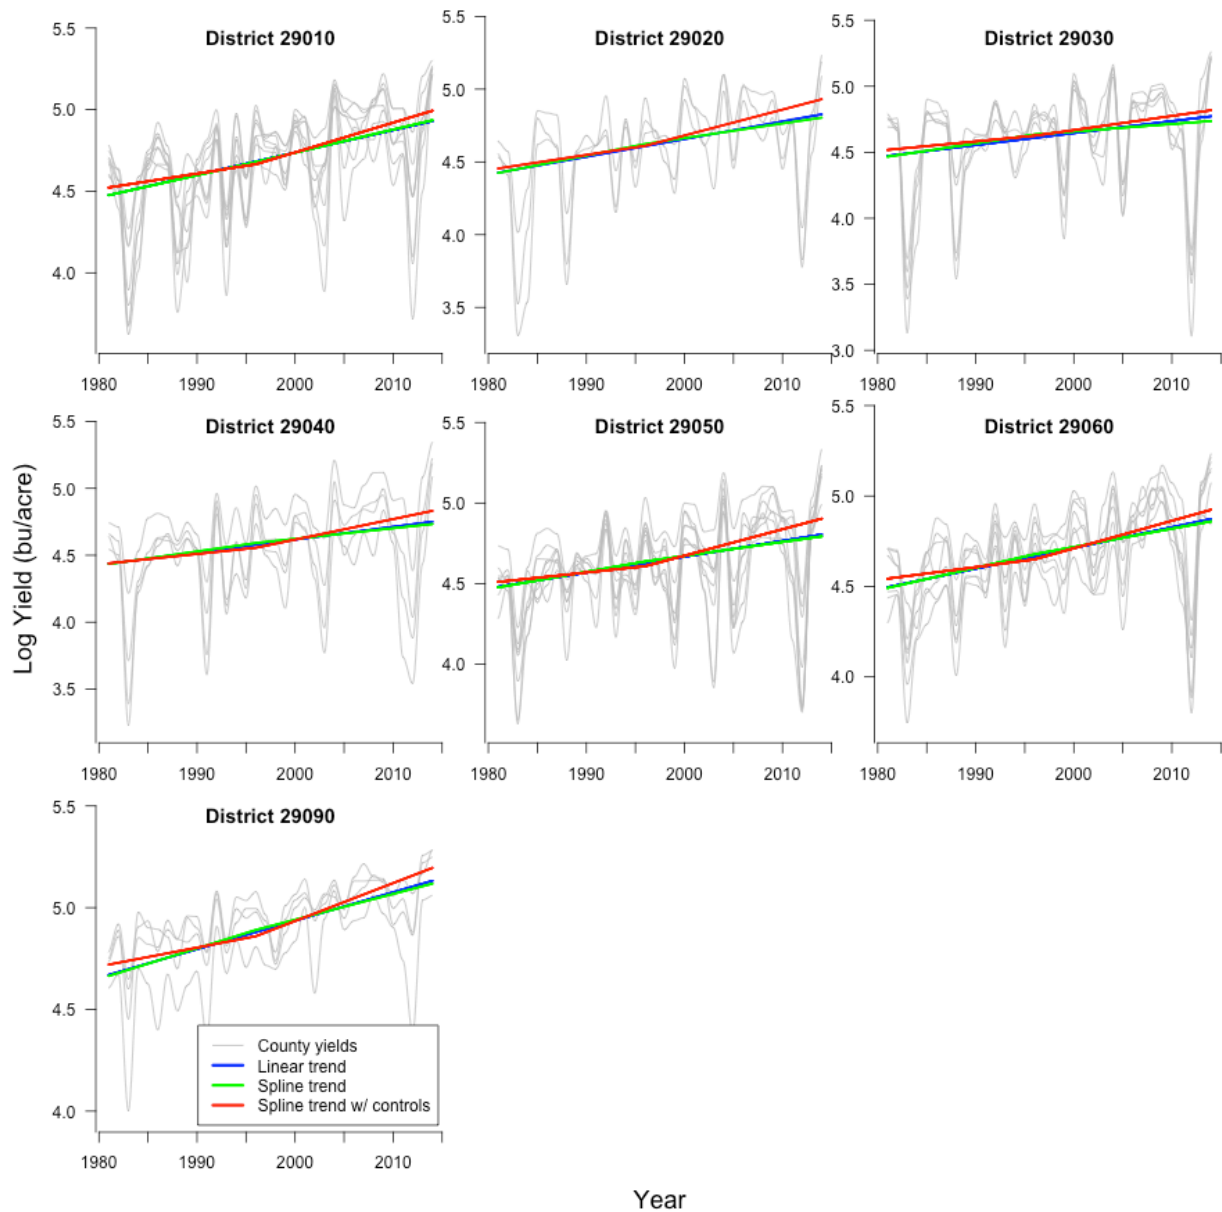 District 29010
5.5
5.0
4.5
4.0
1980 1990 2000 2010
District 29020
5.5
5.0
4.5
4.0
3.5
1980 1990 2000 2010
District 29030
5.5
5.0
4.5
4.0
3.5
3.0
1980 1990 2000 2010
Log Yield (bu/acre)
District 29040
5.5
5.0
4.5
4.0
3.5
1980 1990 2000 2010
District 29050
5.5
5.0
4.5
4.0
1980 1990 2000 2010
District 29060
5.5
5.0
4.5
4.0
1980 1990 2000 2010
District 29090
5.5
5.0
4.5
4.0
County yields
Linear trend
Spline trend
Spline trend w/ controls
1980 1990 2000 2010
Year